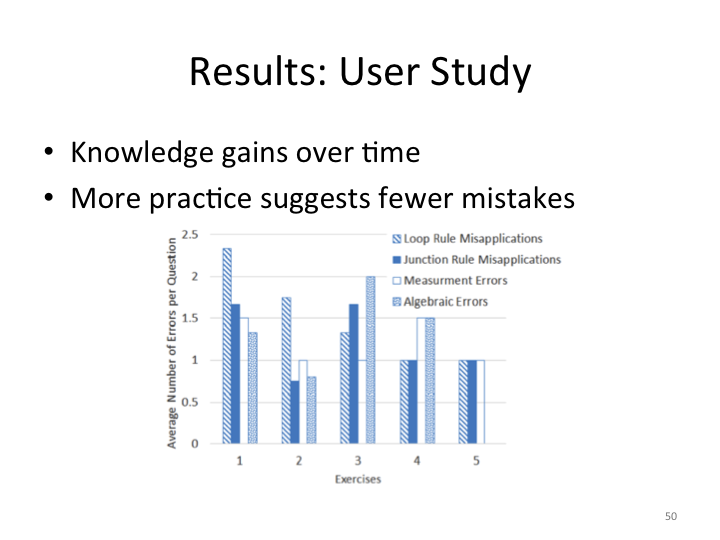 Results: User Study
• Knowledge gains over time
• More practice suggests fewer mistakes
Average Number of Errors per Question
2.5
2
1.5
1
0.5
0
Loop Rule Misapplications
Junction Rule Misapplications
Measurment Errors
Algebraic Errors
1 2 3 4 5
Exercises
50